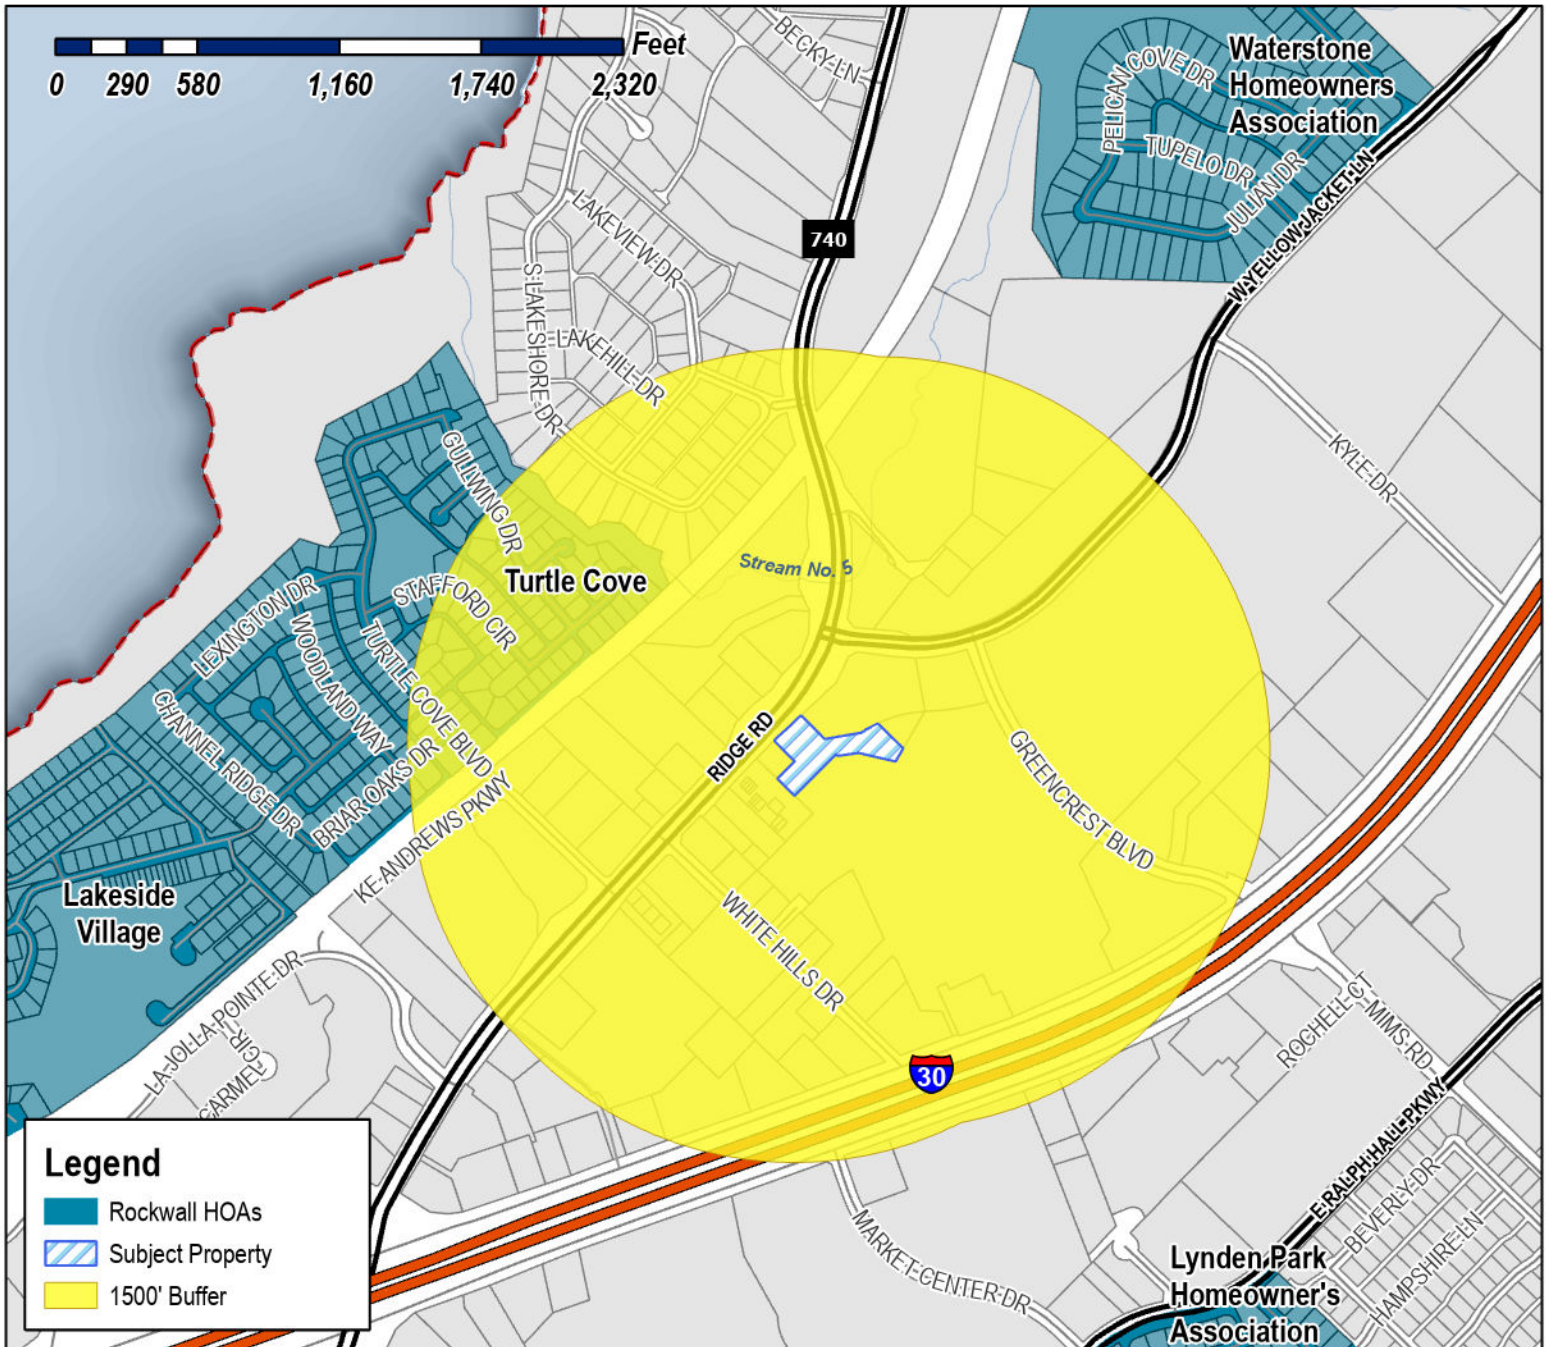 Feet
0 290 580 1,160 1,740 2,320
BECKY LN
Waterstone
Homeowners
Association
PELICAN COVE DR
TUPELO DR
JULIAN DR
W YELLOW JACKET LN
740
LAKEVIEW DR
S LAKESHORE DR
LAKEHILL DR
KYLE DR
GULLWING DR
Stream No. 5
Turtle Cove
STAFFORD CIR
LEXINGTON DR
WOODLAND WAY
TURTLE COVE BLVD
CHANNEL RIDGE DR
BRIAR OAKS DR
KE ANDREWS PKWY
RIDGE RD
GREENCREST BLVD
Lakeside
Village
WHITE HILLS DR
LA JOLLA POINTE DR
CARMEL CIR
ROCHELL CT
MIMS RD
30
E RALPH HALL PKWY
BEVERLY DR
HAMPSHIRE LN
MARKET CENTER DR
Lynden Park
Homeowner's
Association
Legend
Rockwall HOAs
Subject Property
1500' Buffer